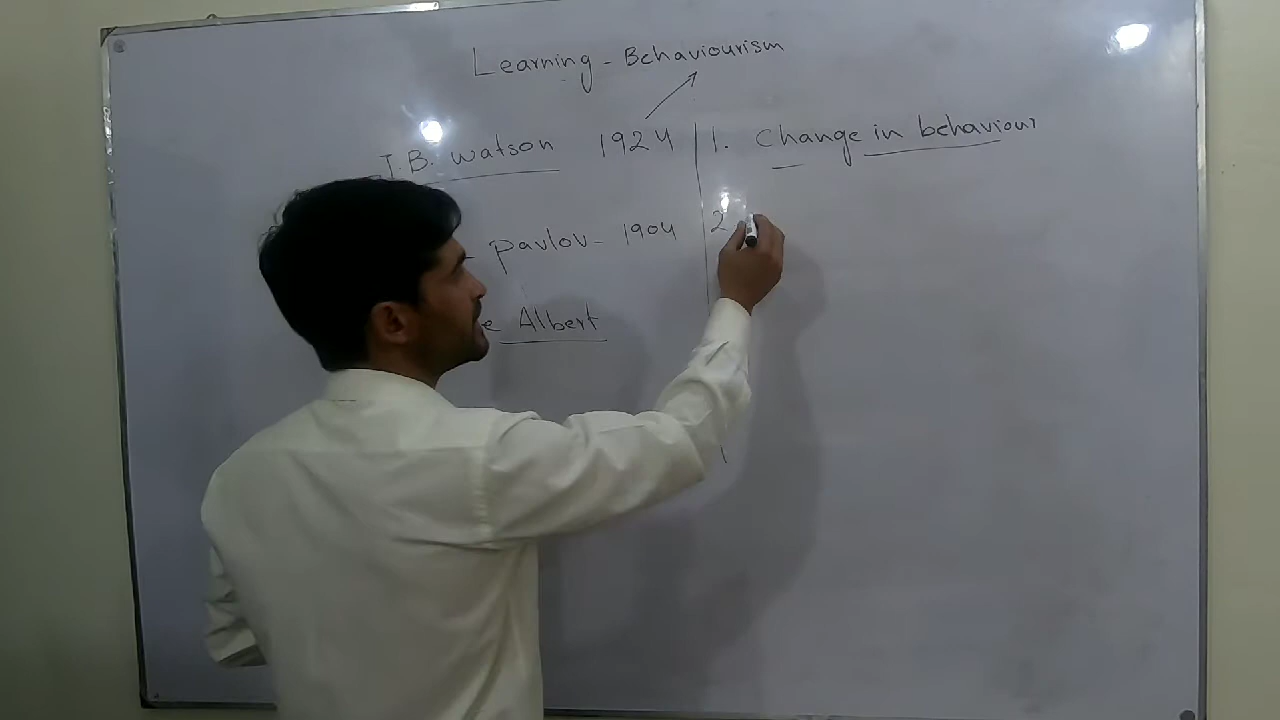 Learning - Behaviourism
J.B. Watson 1924
1. Change in behaviour
Pavlov - 1904
2
Albert